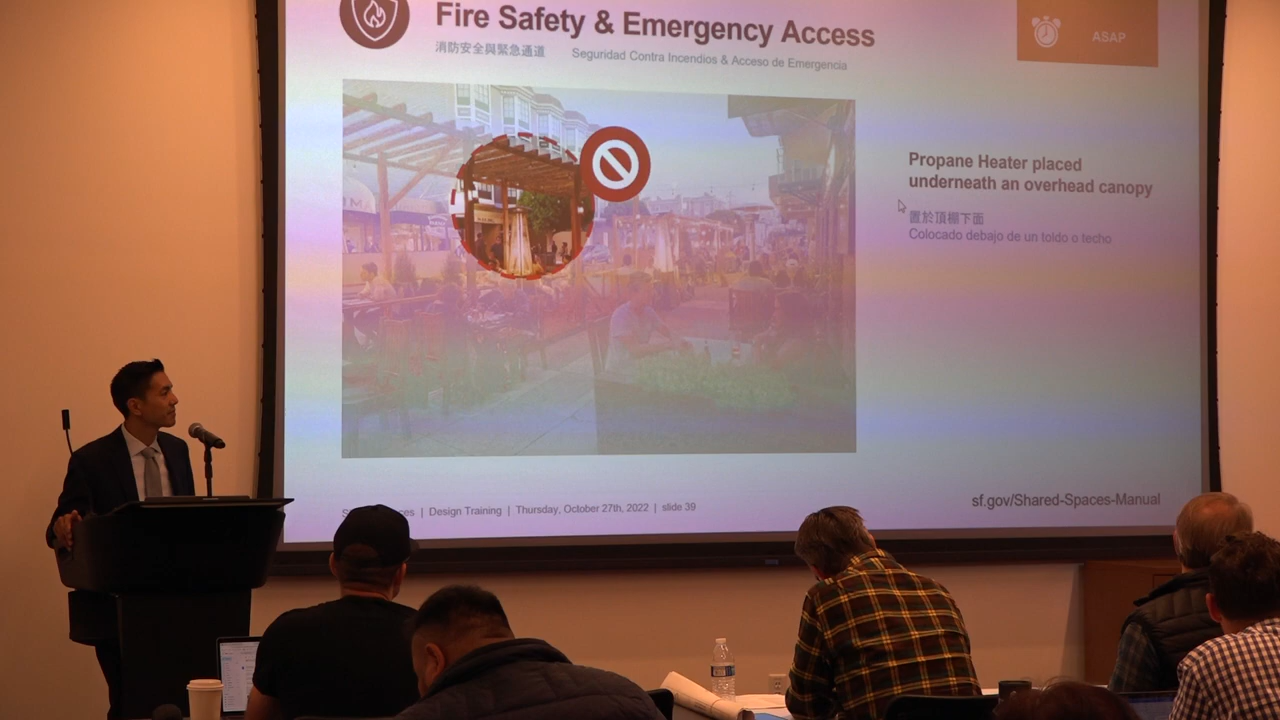 Fire Safety & Emergency Access
ASAP
消防安全與緊急通道 Seguridad Contra Incendios & Acceso de Emergencia
Propane Heater placed
underneath an overhead canopy
置於頂棚下面
Colocado debajo de un toldo o techo
| Design Training | Thursday, October 27th, 2022 | slide 39
sf.gov/Shared-Spaces-Manual